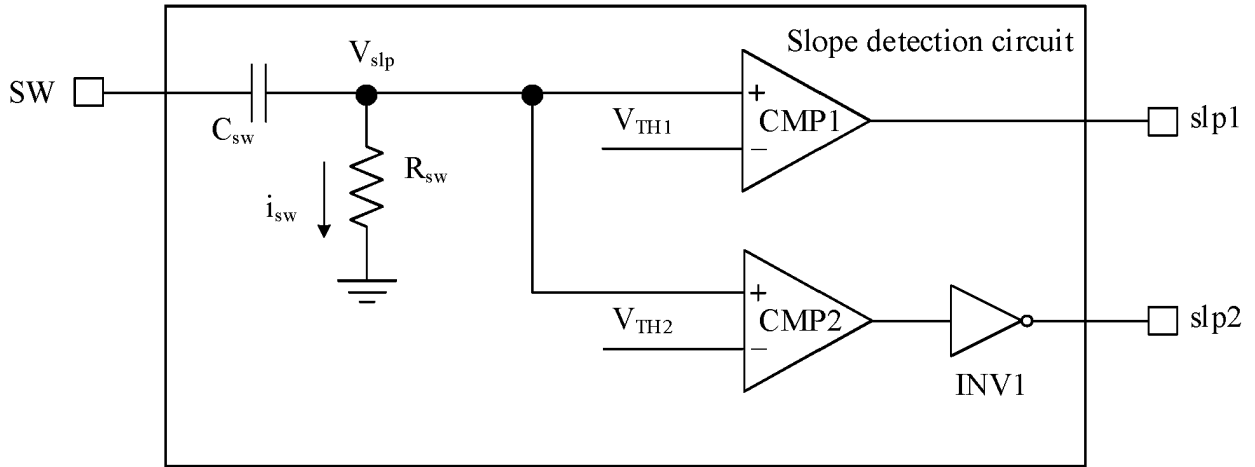 Slope detection circuit
SW
V_slp
C_sw
R_sw
i_sw
V_TH1
+
−
CMP1
slp1
V_TH2
+
−
CMP2
INV1
slp2